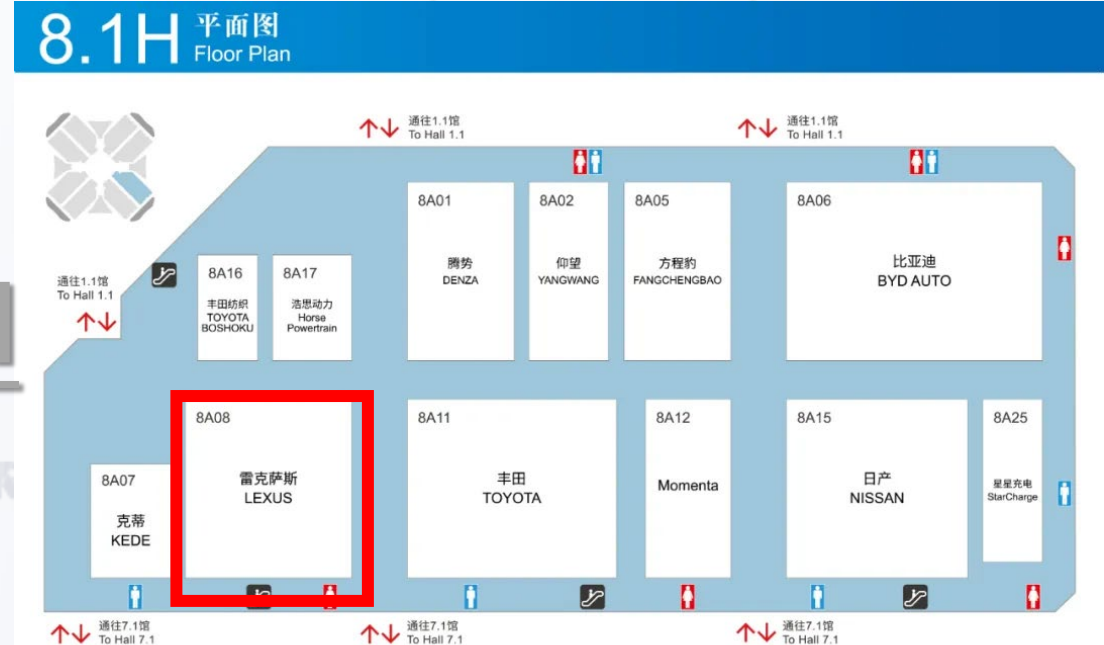 8.1H
平面图
Floor Plan
通往1.1馆
To Hall 1.1
通往1.1馆
To Hall 1.1
通往1.1馆
To Hall 1.1
8A01
腾势
DENZA
8A02
仰望
YANGWANG
8A05
方程豹
FANGCHENGBAO
8A06
比亚迪
BYD AUTO
8A16
丰田纺织
TOYOTA
BOSHOKU
8A17
浩思动力
Horse
Powertrain
8A07
克蒂
KEDE
8A08
雷克萨斯
LEXUS
8A11
丰田
TOYOTA
8A12
Momenta
8A15
日产
NISSAN
8A25
星星充电
StarCharge
通往7.1馆
To Hall 7.1
通往7.1馆
To Hall 7.1
通往7.1馆
To Hall 7.1